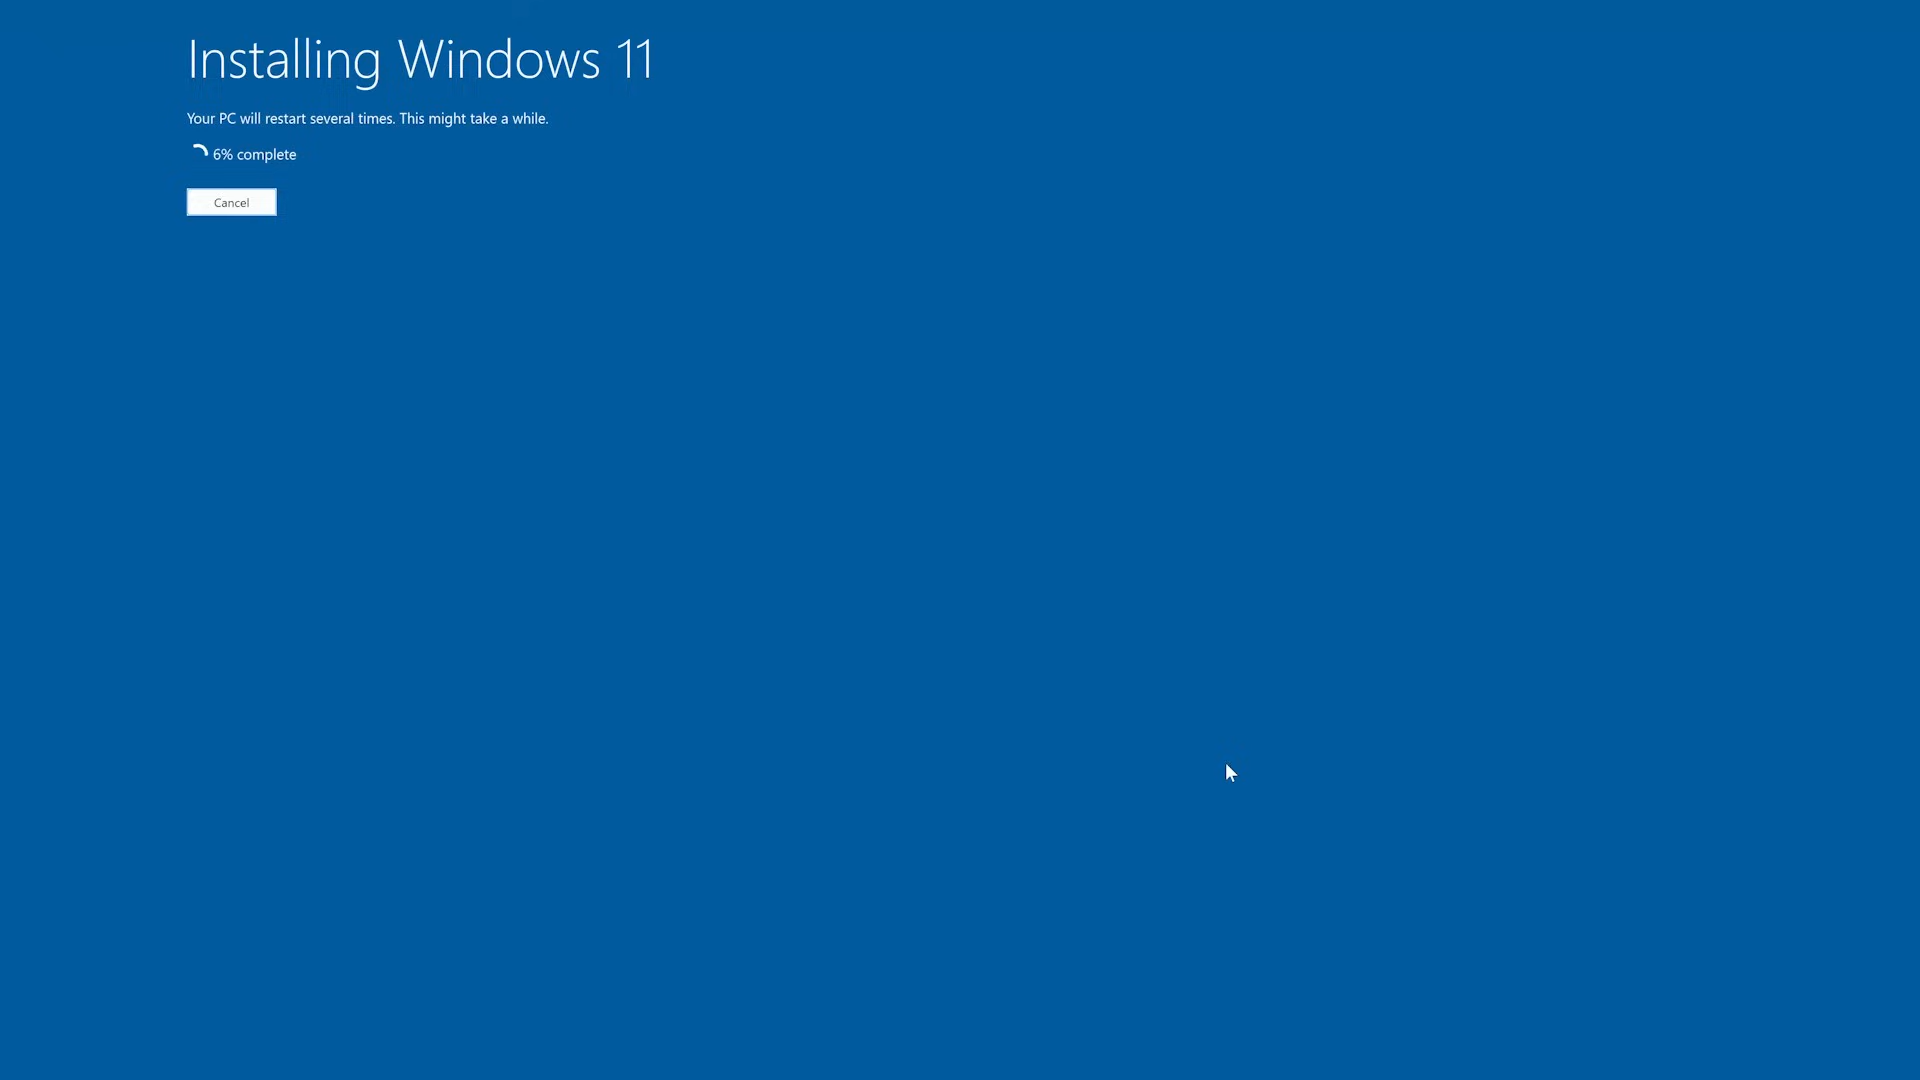 Installing Windows 11
Your PC will restart several times. This might take a while.
6% complete
Cancel